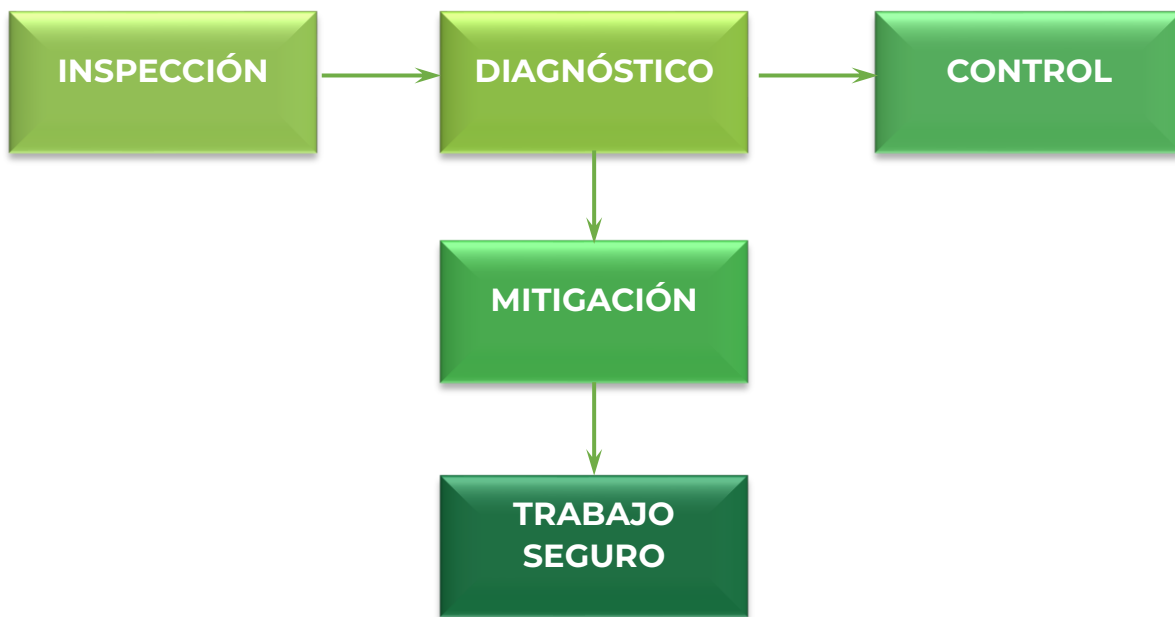 INSPECCIÓN
DIAGNÓSTICO
CONTROL
MITIGACIÓN
TRABAJO
SEGURO